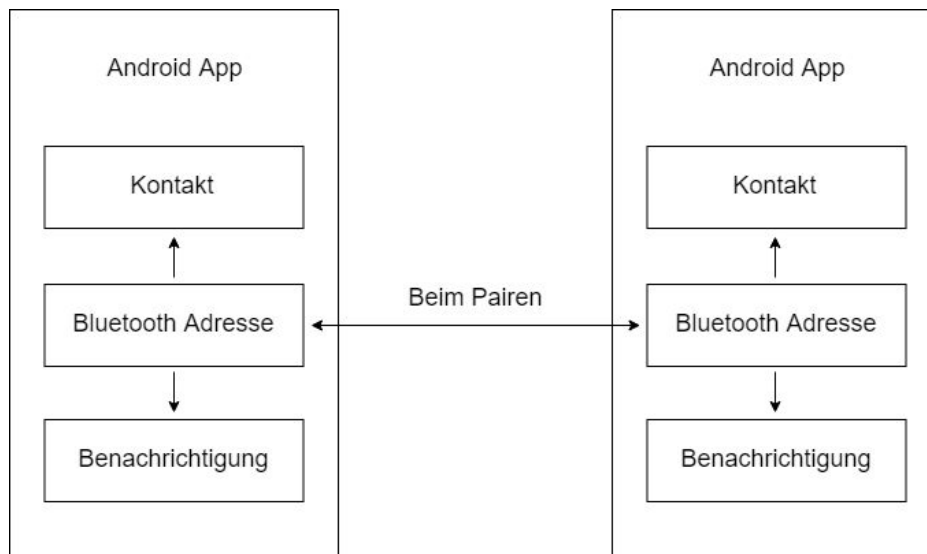 Android App
Kontakt
Bluetooth Adresse
Benachrichtigung
Beim Pairen
Android App
Kontakt
Bluetooth Adresse
Benachrichtigung